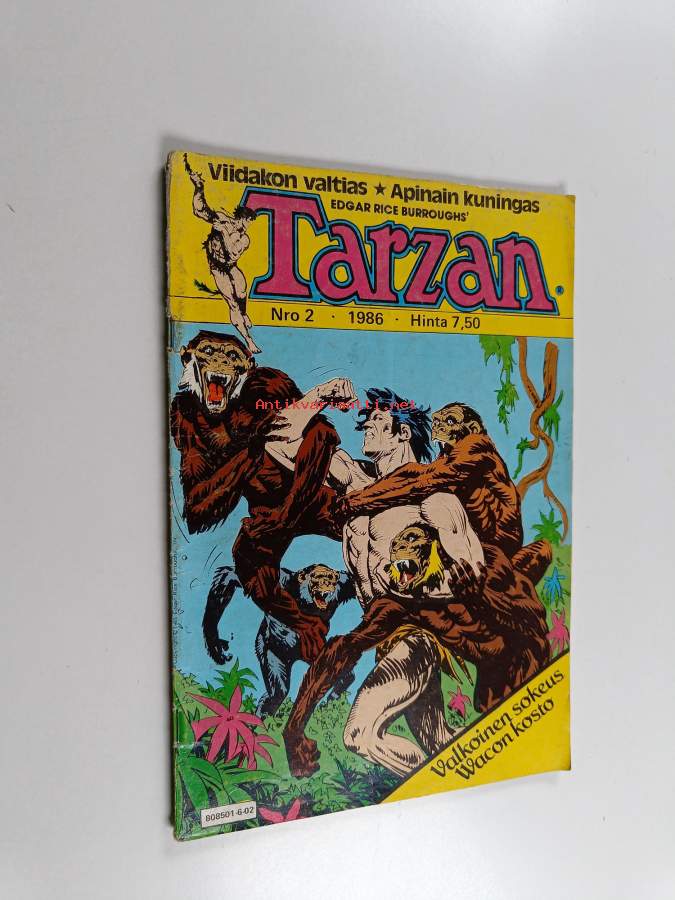 Viidakon valtias ★ Apinain kuningas
EDGAR RICE BURROUGHS'
Tarzan®
Nro 2 · 1986 · Hinta 7,50
Antikvariaatti.net
Valkoinen sokeus
Wacon kosto
808501-6-02